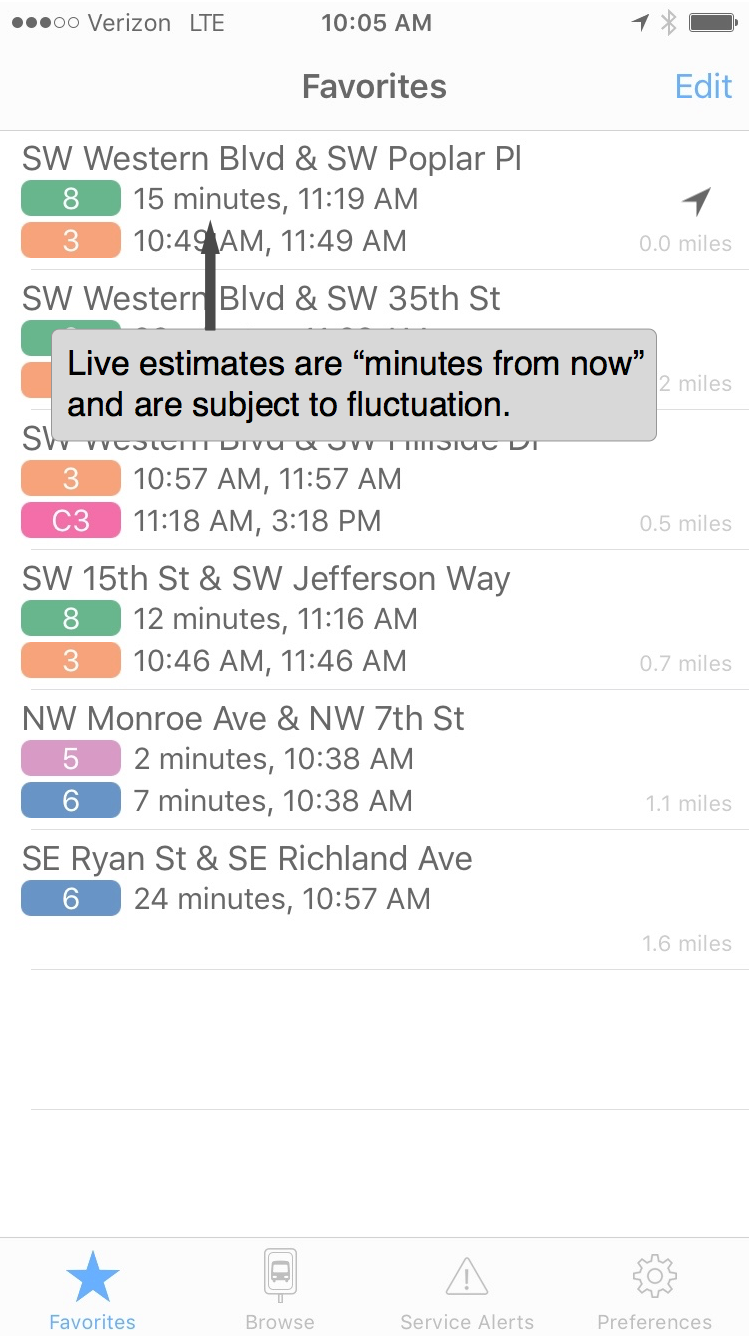 Verizon LTE 10:05 AM
Favorites Edit
SW Western Blvd & SW Poplar Pl
8 15 minutes, 11:19 AM
3 10:49 AM, 11:49 AM
0.0 miles
SW Western Blvd & SW 35th St
Live estimates are “minutes from now”
and are subject to fluctuation.
2 miles
SW Western Blvd & SW Hillside Dr
3 10:57 AM, 11:57 AM
C3 11:18 AM, 3:18 PM
0.5 miles
SW 15th St & SW Jefferson Way
8 12 minutes, 11:16 AM
3 10:46 AM, 11:46 AM
0.7 miles
NW Monroe Ave & NW 7th St
5 2 minutes, 10:38 AM
6 7 minutes, 10:38 AM
1.1 miles
SE Ryan St & SE Richland Ave
6 24 minutes, 10:57 AM
1.6 miles
Favorites Browse Service Alerts Preferences